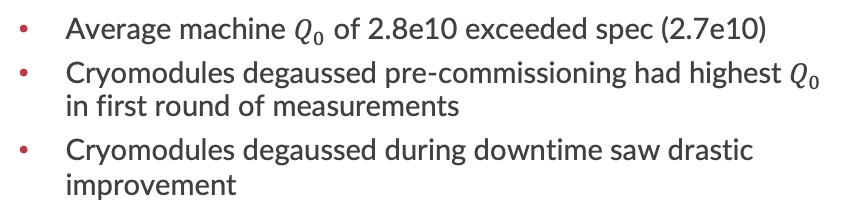 • Average machine Q₀ of 2.8e10 exceeded spec (2.7e10)
• Cryomodules degaussed pre-commissioning had highest Q₀
in first round of measurements
• Cryomodules degaussed during downtime saw drastic
improvement